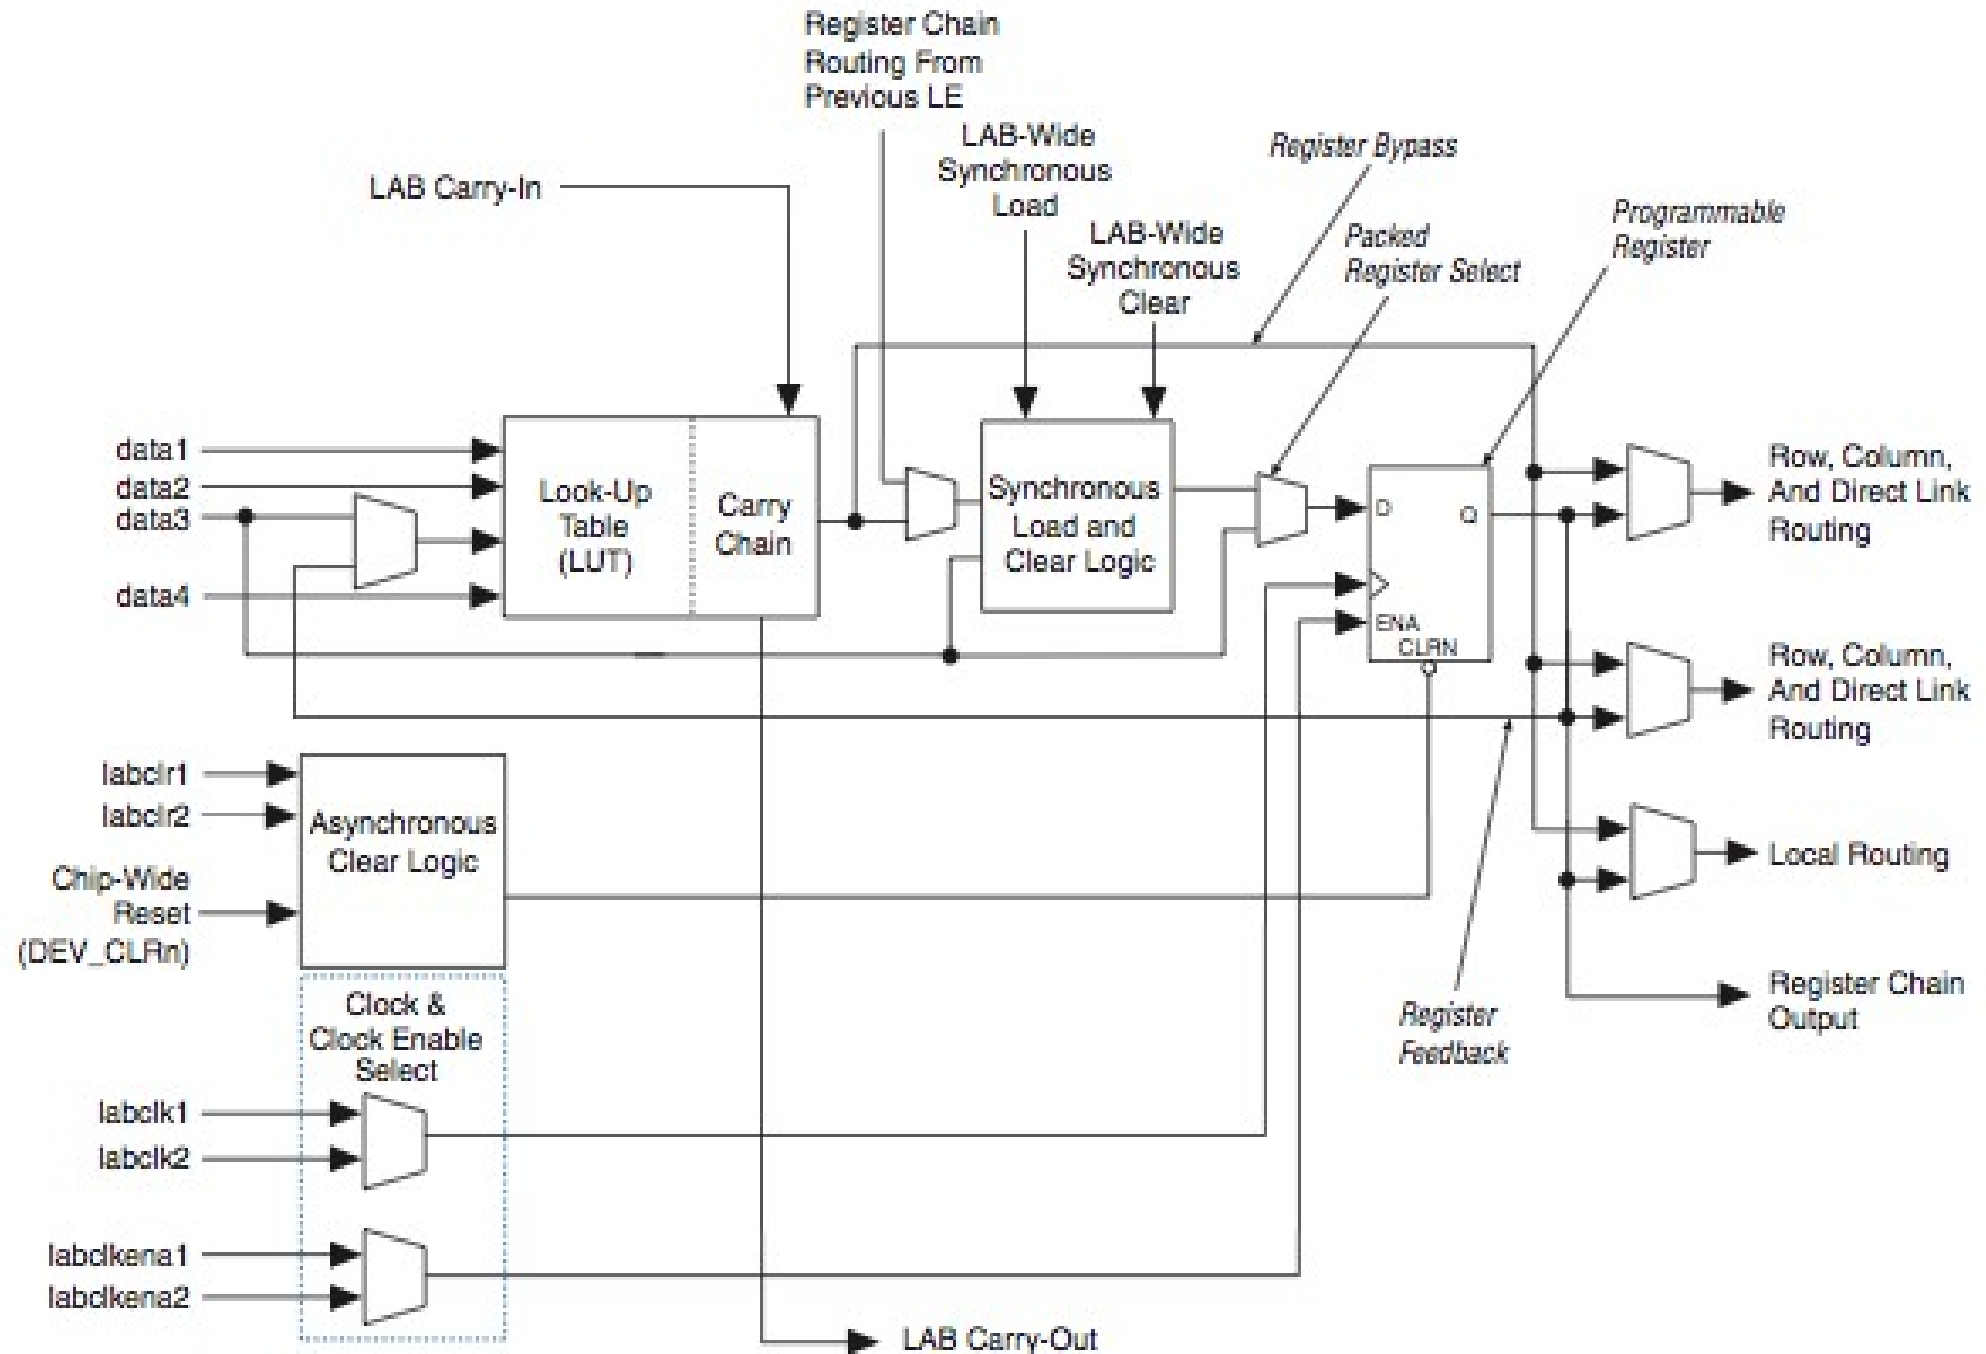 Register Chain
Routing From
Previous LE
LAB-Wide
Synchronous
Load
Register Bypass
LAB Carry-In
LAB-Wide
Synchronous
Clear
Packed
Register Select
Programmable
Register
data1
data2
data3
data4
Look-Up
Table
(LUT)
Carry
Chain
Synchronous
Load and
Clear Logic
D
Q
ENA
CLRN
Row, Column,
And Direct Link
Routing
Row, Column,
And Direct Link
Routing
labclr1
labclr2
Chip-Wide
Reset
(DEV_CLRn)
Asynchronous
Clear Logic
Local Routing
Register Chain
Output
Register
Feedback
Clock &
Clock Enable
Select
labclk1
labclk2
labclkena1
labclkena2
LAB Carry-Out